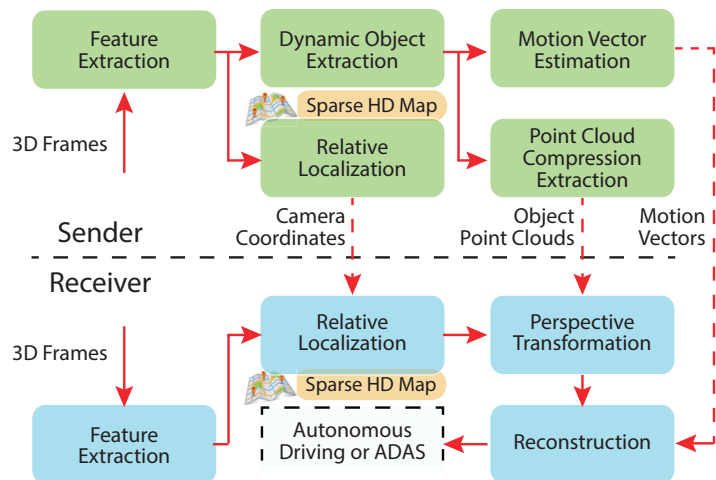 Feature
Extraction
Dynamic Object
Extraction
Motion Vector
Estimation
Sparse HD Map
3D Frames
Relative
Localization
Point Cloud
Compression
Extraction
Camera
Coordinates
Object
Point Clouds
Motion
Vectors
Sender
Receiver
3D Frames
Relative
Localization
Perspective
Transformation
Sparse HD Map
Feature
Extraction
Autonomous
Driving or ADAS
Reconstruction